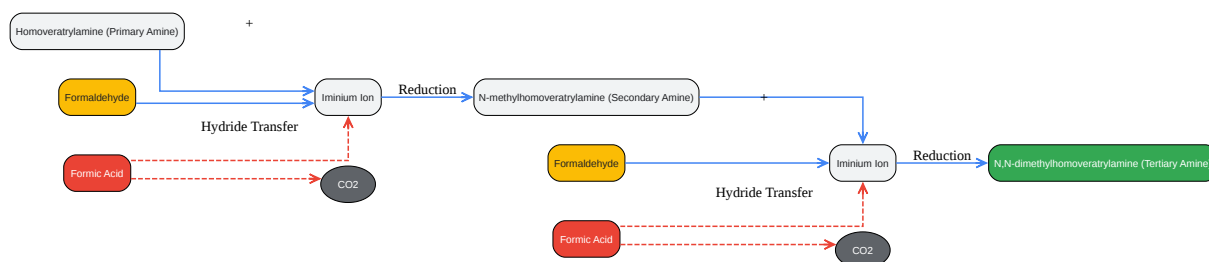 +
Homoveratrylamine (Primary Amine)
Formaldehyde
Iminium Ion
Reduction
N-methylhomoveratrylamine (Secondary Amine)
+
Hydride Transfer
Formic Acid
CO2
Formaldehyde
Iminium Ion
Reduction
N,N-dimethylhomoveratrylamine (Tertiary Amine
Hydride Transfer
Formic Acid
CO2